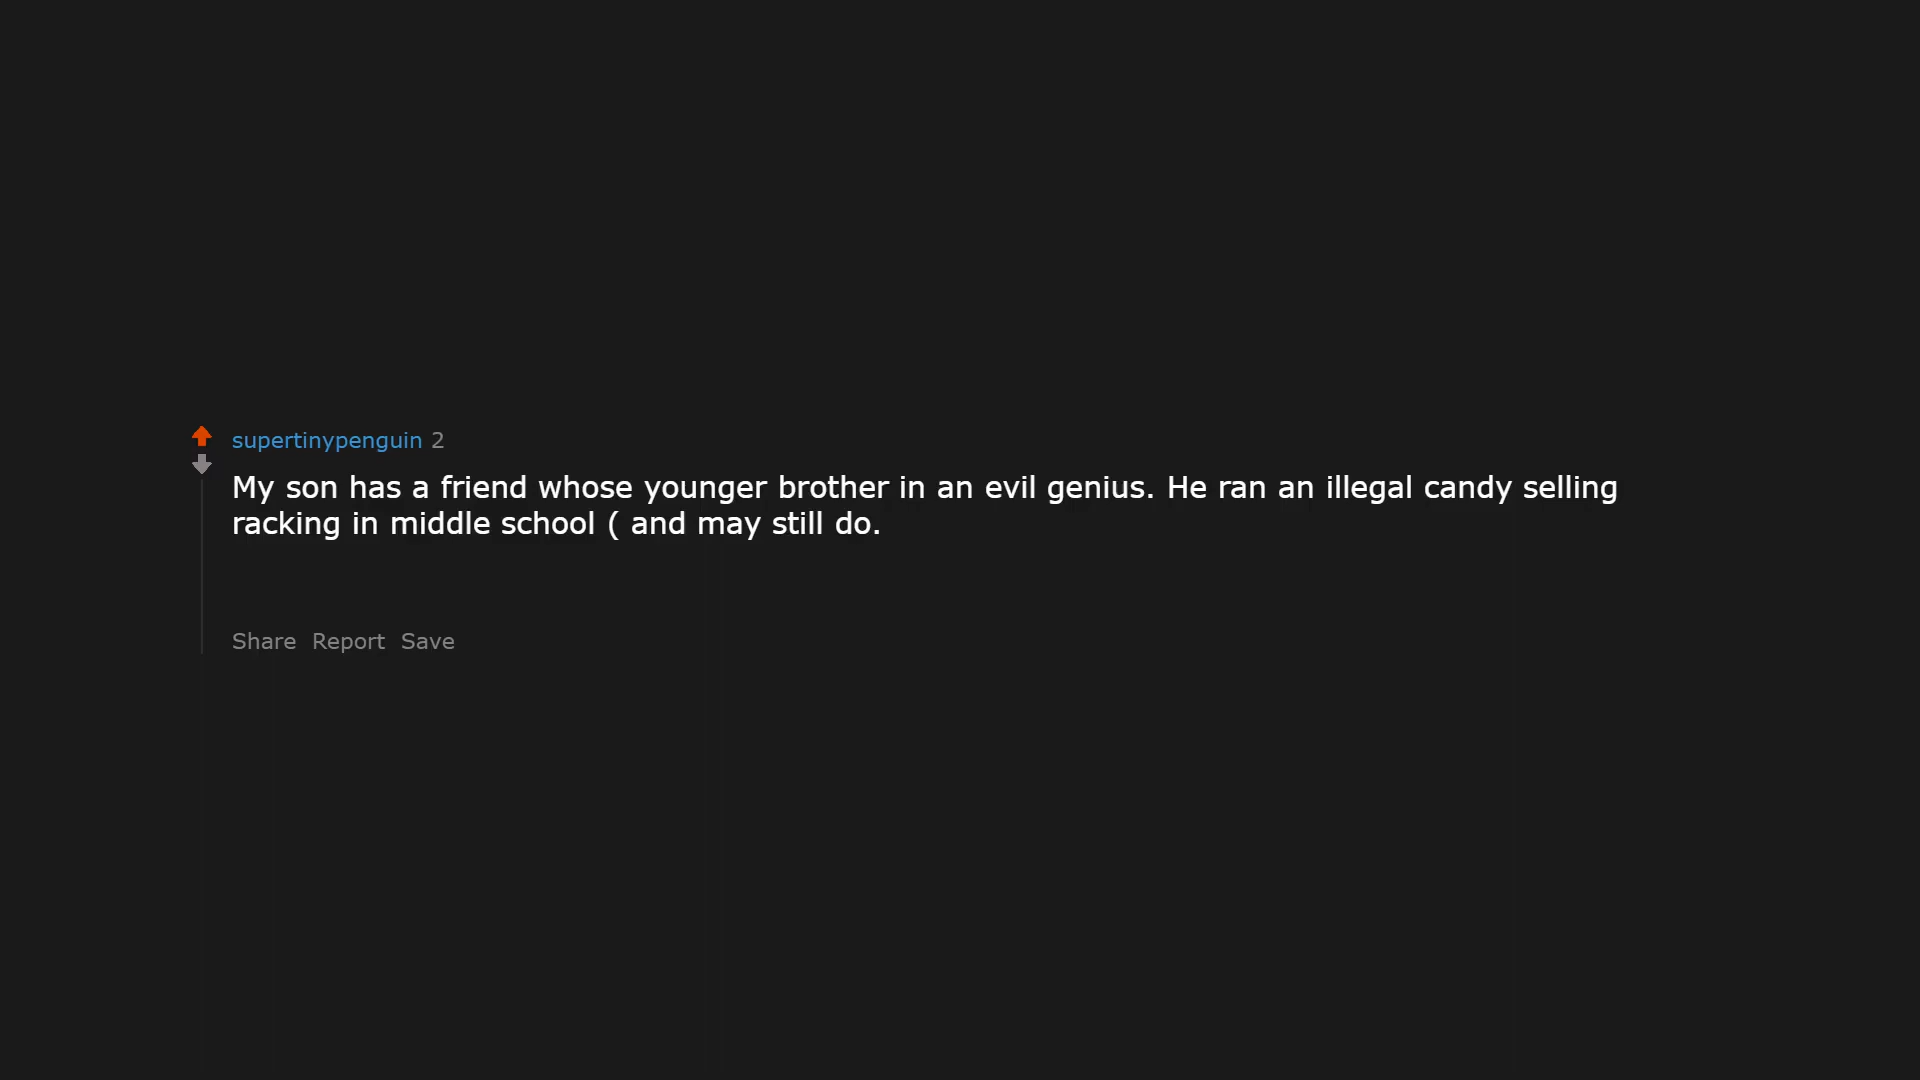 supertinypenguin 2
My son has a friend whose younger brother in an evil genius. He ran an illegal candy selling
racking in middle school ( and may still do.
Share Report Save